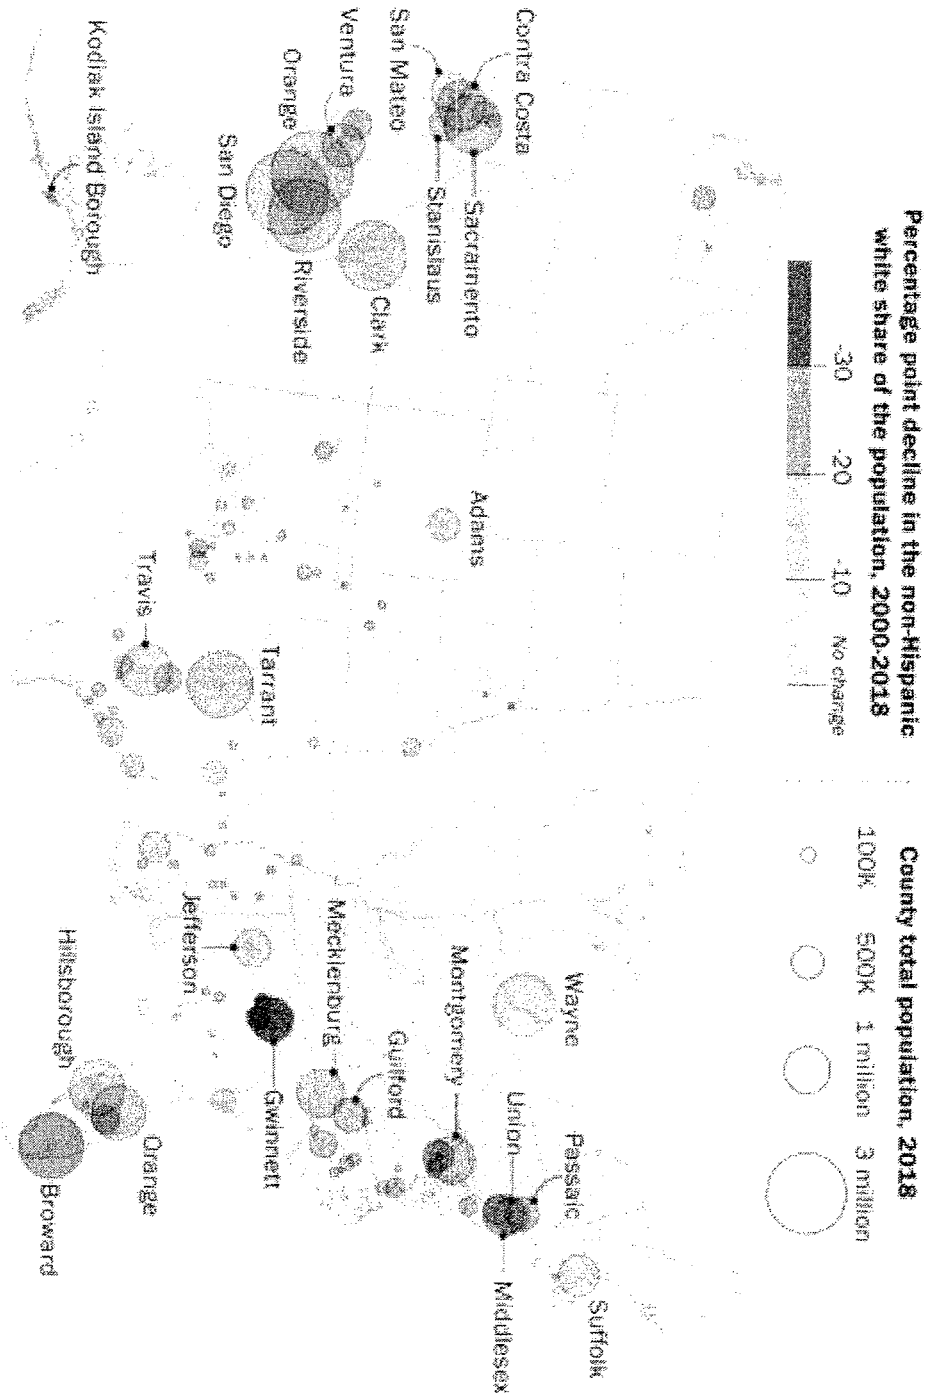 Percentage point decline in the non-Hispanic
white share of the population, 2000-2018
-30
-20
-10
No change
County total population, 2018
100K
500K
1 million
3 million
Contra Costa
San Mateo
Ventura
Orange
San Diego
Kodiak Island Borough
Sacramento
Stanislaus
Clark
Riverside
Adams
Travis
Tarrant
Wayne
Montgomery
Mecklenburg
Guilford
Jefferson
Hillsborough
Gwinnett
Union
Passaic
Orange
Broward
Middlesex
Suffolk